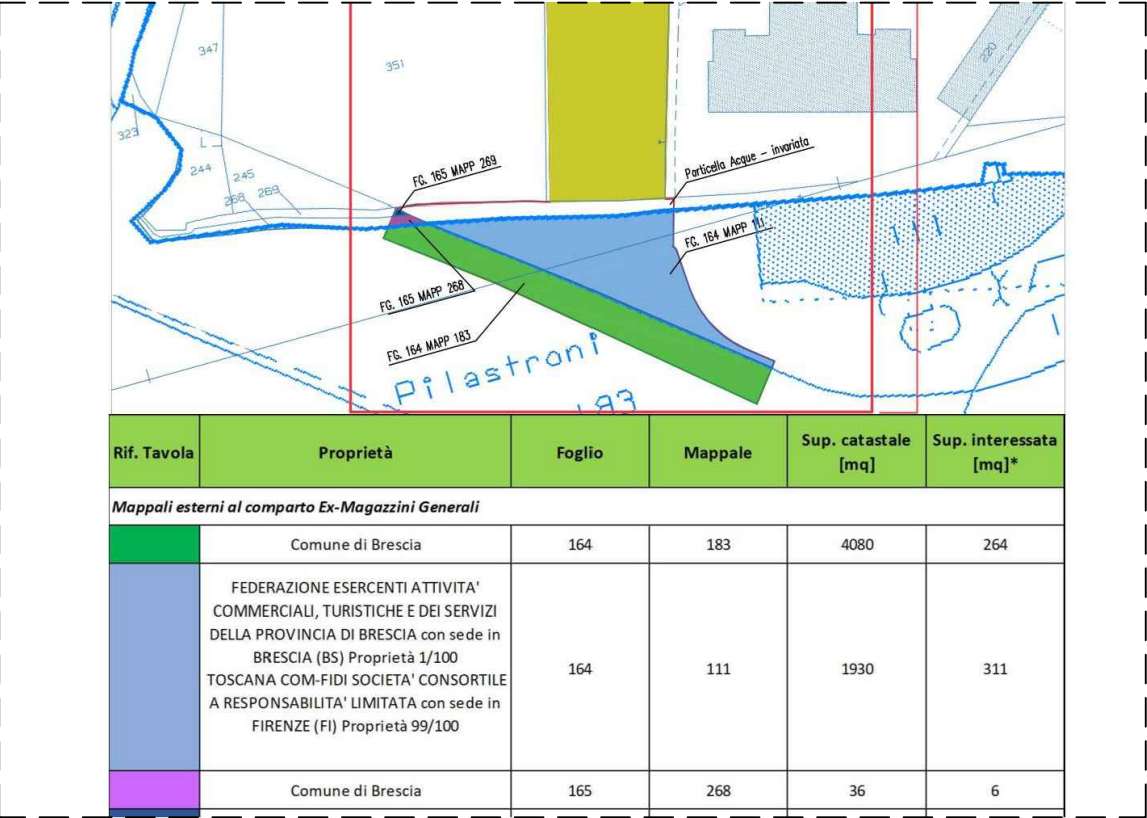 347
351
220
323
L
244
245
268
269
FG. 165 MAPP 269
Particella Acque - invariata
FG. 164 MAPP 111
111
FG. 165 MAPP 268
FG. 164 MAPP 183
Pilastroni
183
Rif. Tavola Proprietà Foglio Mappale Sup. catastale [mq] Sup. interessata [mq]*
Mappali esterni al comparto Ex-Magazzini Generali
Comune di Brescia 164 183 4080 264
FEDERAZIONE ESERCENTI ATTIVITA'
COMMERCIALI, TURISTICHE E DEI SERVIZI
DELLA PROVINCIA DI BRESCIA con sede in
BRESCIA (BS) Proprietà 1/100
TOSCANA COM-FIDI SOCIETA' CONSORTILE
A RESPONSABILITA' LIMITATA con sede in
FIRENZE (FI) Proprietà 99/100
164 111 1930 311
Comune di Brescia 165 268 36 6